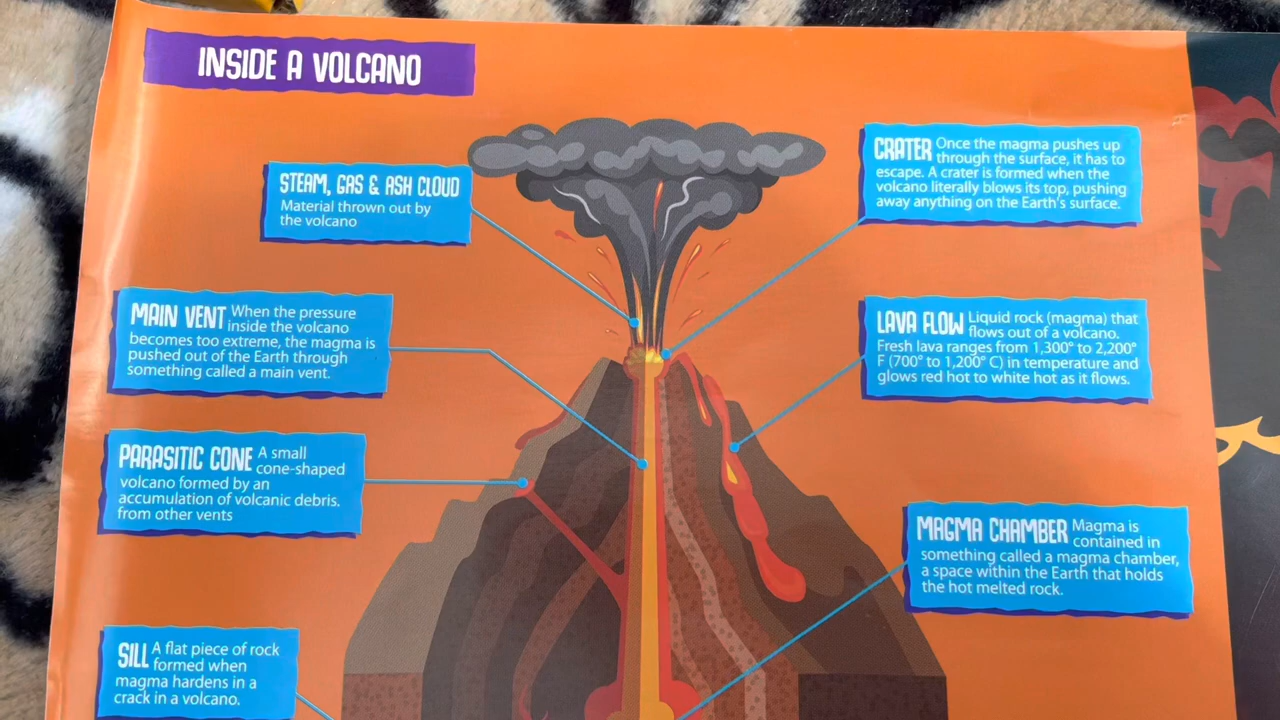 INSIDE A VOLCANO
STEAM, GAS & ASH CLOUD
Material thrown out by
the volcano
MAIN VENT When the pressure
inside the volcano
becomes too extreme, the magma is
pushed out of the Earth through
something called a main vent.
PARASITIC CONE A small
cone-shaped
volcano formed by an
accumulation of volcanic debris.
from other vents
SILL A flat piece of rock
formed when
magma hardens in a
crack in a volcano.
CRATER Once the magma pushes up
through the surface, it has to
escape. A crater is formed when the
volcano literally blows its top, pushing
away anything on the Earth's surface.
LAVA FLOW Liquid rock (magma) that
flows out of a volcano.
Fresh lava ranges from 1,300° to 2,200°
F (700° to 1,200° C) in temperature and
glows red hot to white hot as it flows.
MAGMA CHAMBER Magma is
contained in
something called a magma chamber,
a space within the Earth that holds
the hot melted rock.